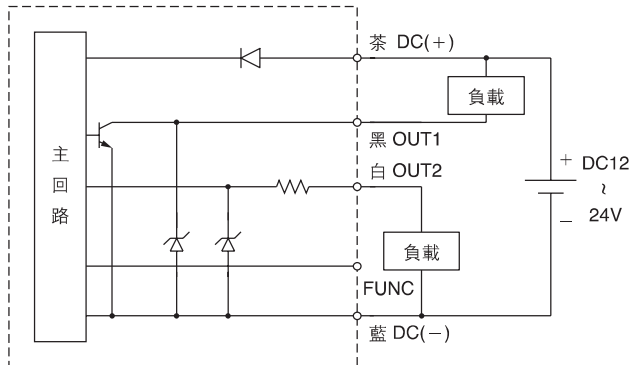 茶 DC(+)
負載
黑 OUT1
白 OUT2
主
回
路
+ DC12
~
− 24V
負載
FUNC
藍 DC(−)